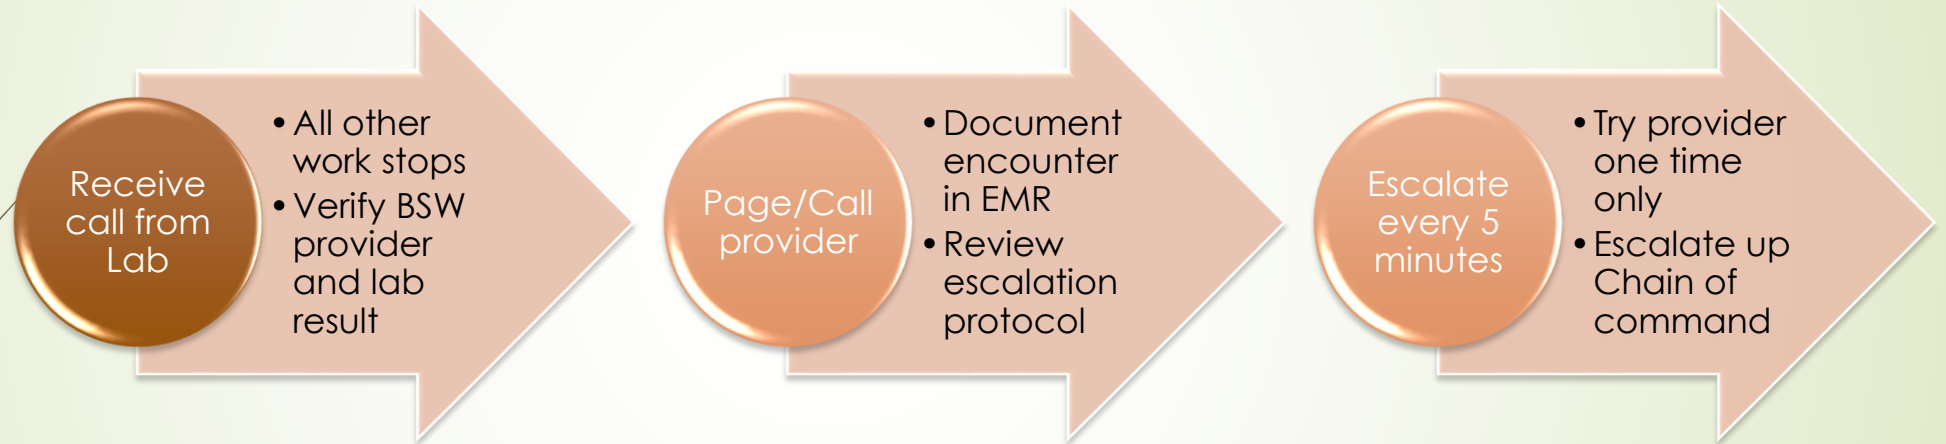 Receive
call from
Lab
• All other
work stops
• Verify BSW
provider
and lab
result
Page/Call
provider
• Document
encounter
in EMR
• Review
escalation
protocol
Escalate
every 5
minutes
• Try provider
one time
only
• Escalate up
Chain of
command